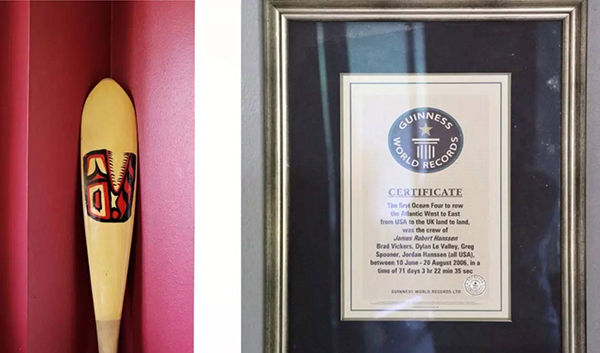 GUINNESS
WORLD RECORDS
CERTIFICATE
The first Ocean Four to row
the Atlantic West to East
from USA to the UK land to land,
was the crew of
James Robert Hanssen
Brad Vickers, Dylan Le Valley, Greg
Spooner, Jordan Hanssen (all USA),
between 10 June - 20 August 2006, in a
time of 71 days 3 hr 22 min 35 sec
GUINNESS WORLD RECORDS LTD